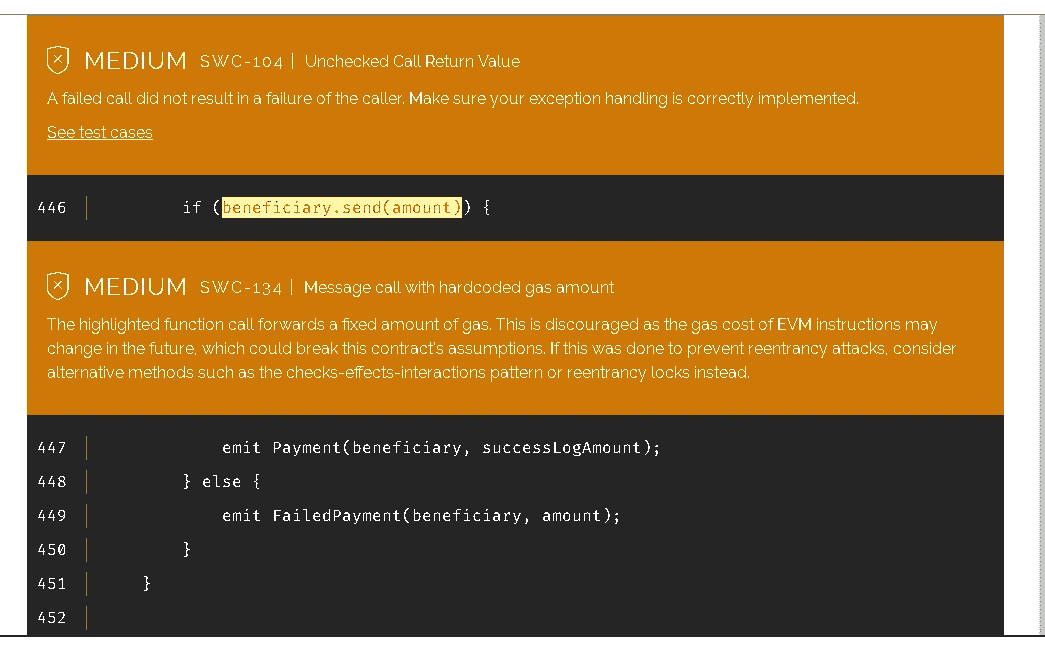 MEDIUM SWC-104 | Unchecked Call Return Value
A failed call did not result in a failure of the caller. Make sure your exception handling is correctly implemented.
See test cases
446 if (beneficiary.send(amount)) {
MEDIUM SWC-134 | Message call with hardcoded gas amount
The highlighted function call forwards a fixed amount of gas. This is discouraged as the gas cost of EVM instructions may
change in the future, which could break this contract's assumptions. If this was done to prevent reentrancy attacks, consider
alternative methods such as the checks-effects-interactions pattern or reentrancy locks instead.
447 emit Payment(beneficiary, successLogAmount);
448 } else {
449 emit FailedPayment(beneficiary, amount);
450 }
451 }
452